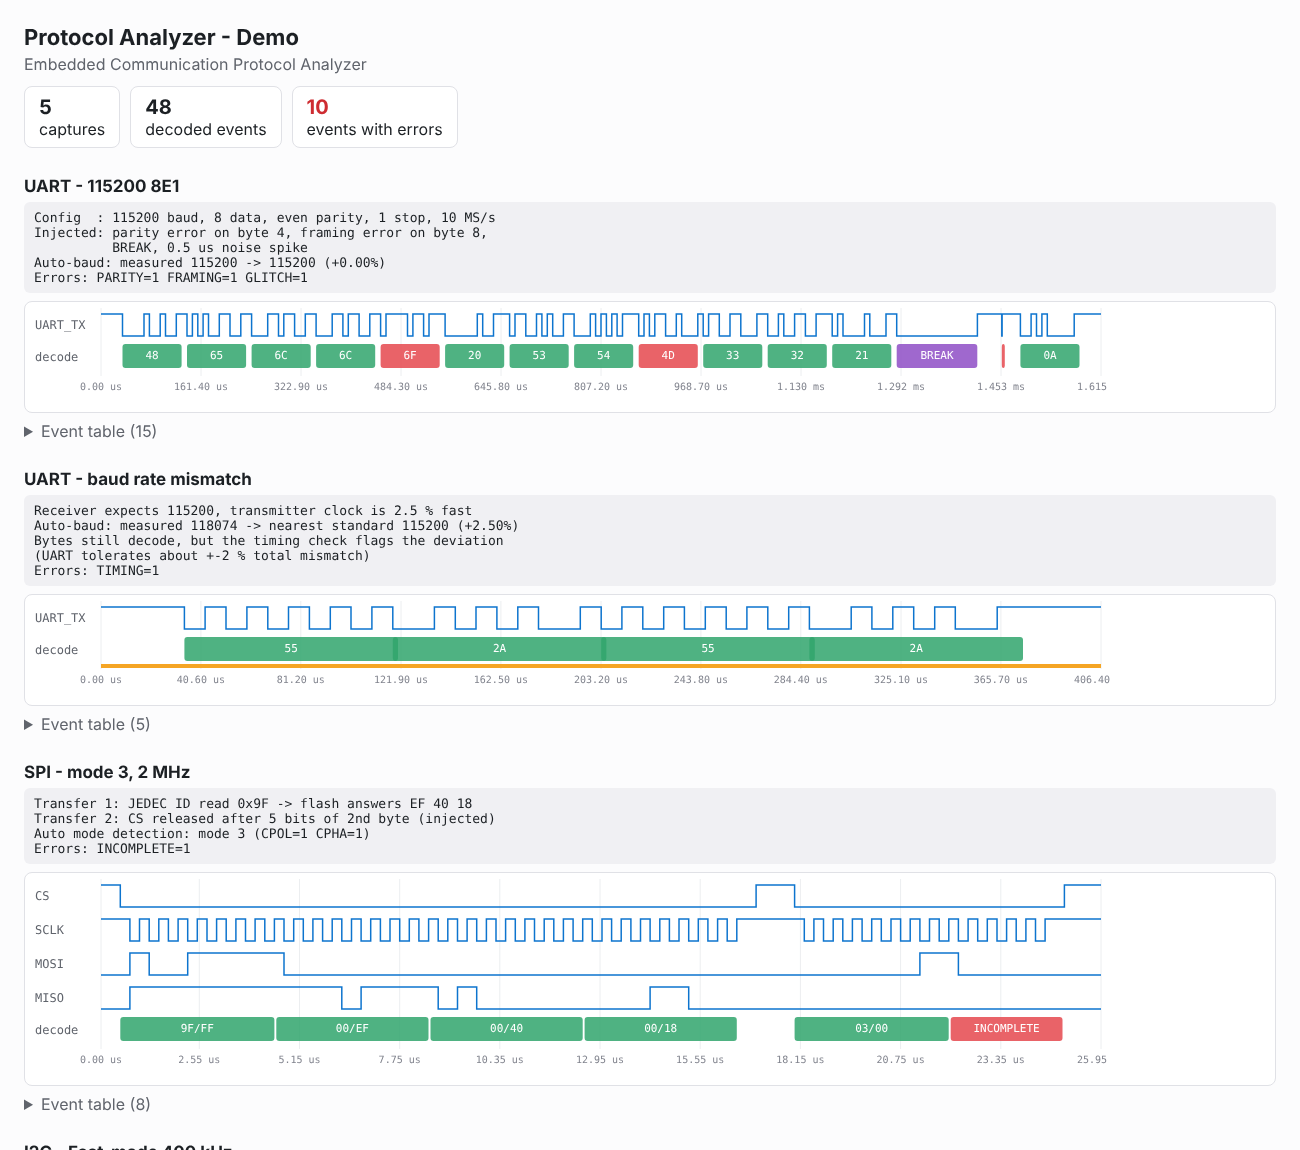 Protocol Analyzer - Demo
Embedded Communication Protocol Analyzer
5
captures
48
decoded events
10
events with errors
UART - 115200 8E1
Config  : 115200 baud, 8 data, even parity, 1 stop, 10 MS/s
Injected: parity error on byte 4, framing error on byte 8,
BREAK, 0.5 us noise spike
Auto-baud: measured 115200 -> 115200 (+0.00%)
Errors: PARITY=1 FRAMING=1 GLITCH=1
UART_TX
decode 48 65 6C 6C 6F 20 53 54 4D 33 32 21 BREAK 0A
0.00 us 161.40 us 322.90 us 484.30 us 645.80 us 807.20 us 968.70 us 1.130 ms 1.292 ms 1.453 ms 1.615
Event table (15)
UART - baud rate mismatch
Receiver expects 115200, transmitter clock is 2.5 % fast
Auto-baud: measured 118074 -> nearest standard 115200 (+2.50%)
Bytes still decode, but the timing check flags the deviation
(UART tolerates about +-2 % total mismatch)
Errors: TIMING=1
UART_TX
decode 55 2A 55 2A
0.00 us 40.60 us 81.20 us 121.90 us 162.50 us 203.20 us 243.80 us 284.40 us 325.10 us 365.70 us 406.40
Event table (5)
SPI - mode 3, 2 MHz
Transfer 1: JEDEC ID read 0x9F -> flash answers EF 40 18
Transfer 2: CS released after 5 bits of 2nd byte (injected)
Auto mode detection: mode 3 (CPOL=1 CPHA=1)
Errors: INCOMPLETE=1
CS
SCLK
MOSI
MISO
decode 9F/FF 00/EF 00/40 00/18 03/00 INCOMPLETE
0.00 us 2.55 us 5.15 us 7.75 us 10.35 us 12.95 us 15.55 us 18.15 us 20.75 us 23.35 us 25.95
Event table (8)
I2C - Fast-mode 400 kHz